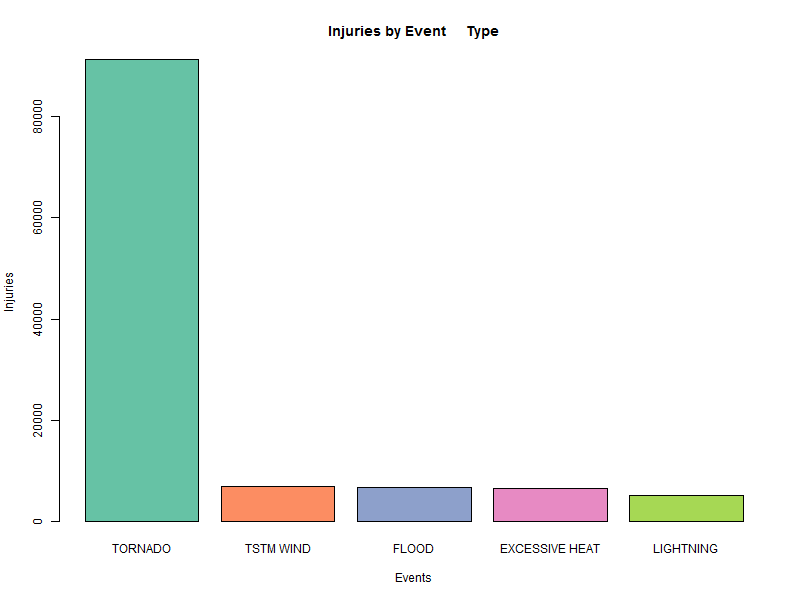 Injuries by Event     Type
Injuries
80000
60000
40000
20000
0
TORNADO
TSTM WIND
FLOOD
EXCESSIVE HEAT
LIGHTNING
Events